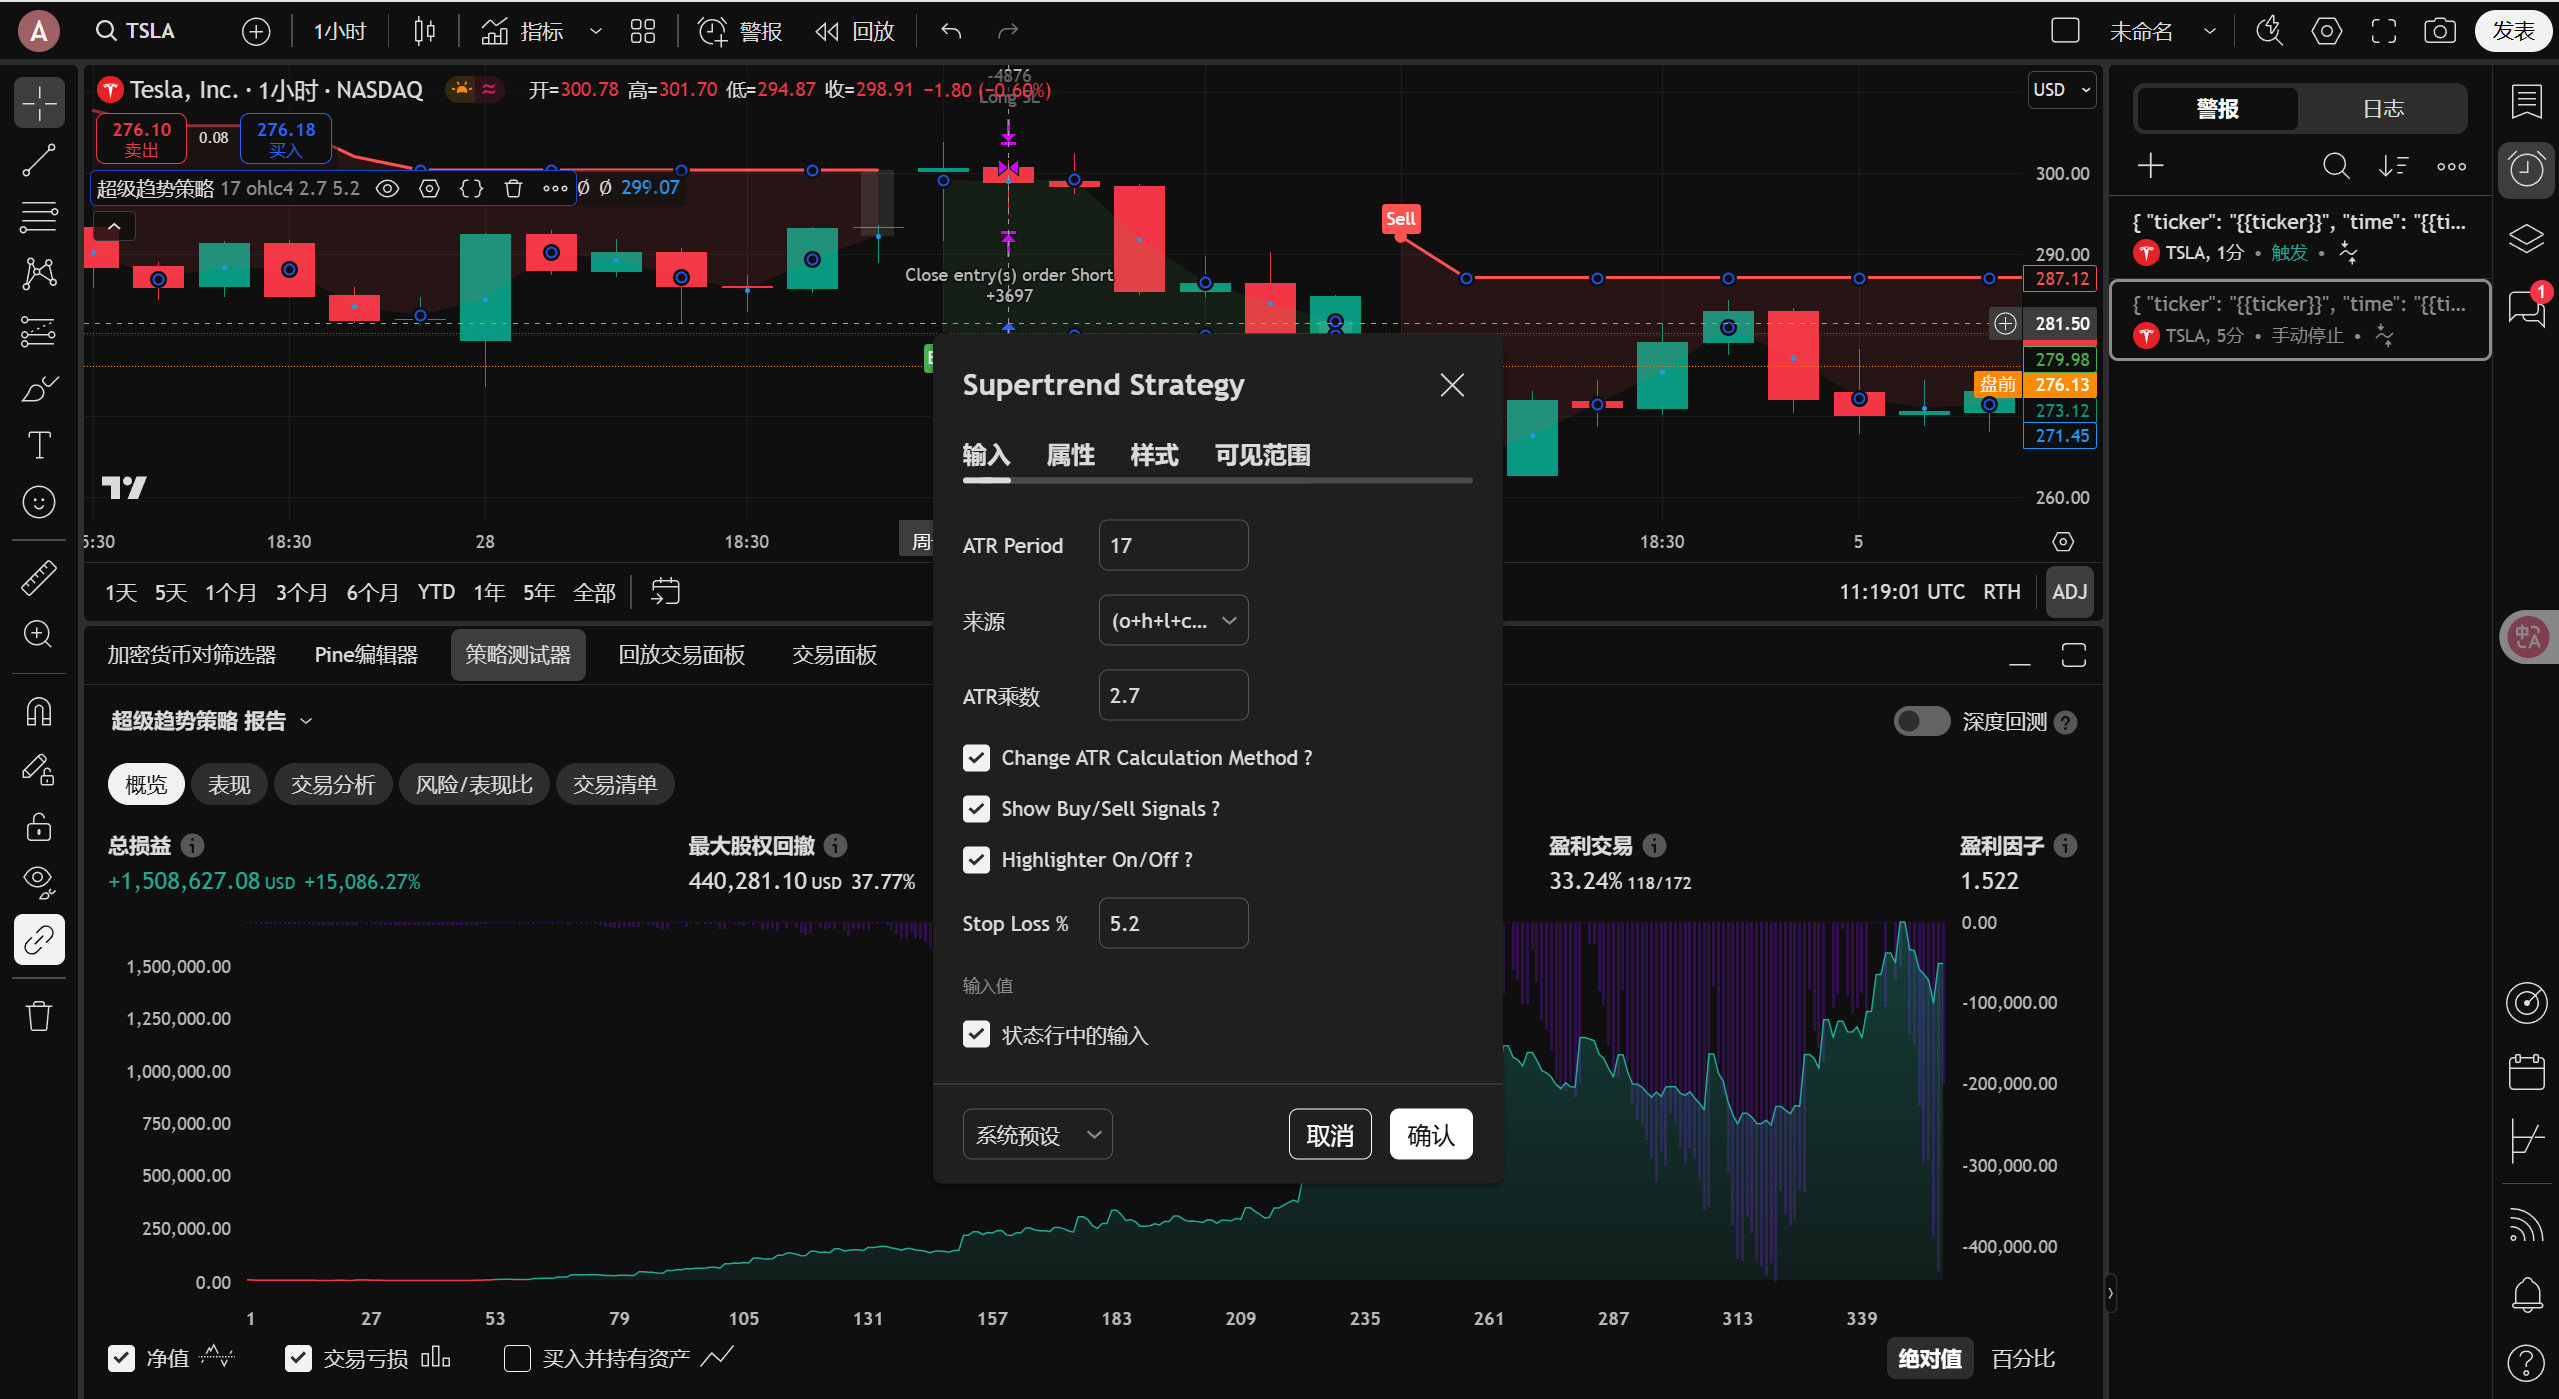 A
TSLA
1小时
指标
警报
回放
未命名
发表
Tesla, Inc. · 1小时 · NASDAQ
开=300.78 高=301.70 低=294.87 收=298.91 −1.80 (−0.60%)
-4876
Long SL
USD
276.10
卖出
0.08
276.18
买入
超级趋势策略 17 ohlc4 2.7 5.2
Ø Ø 299.07
Close entry(s) order Short
+3697
Sell
300.00
290.00
287.12
281.50
279.98
盘前 276.13
273.12
271.45
260.00
18:30
28
18:30
18:30
5
1天 5天 1个月 3个月 6个月 YTD 1年 5年 全部
11:19:01 UTC RTH ADJ
加密货币对筛选器
Pine编辑器
策略测试器
回放交易面板
交易面板
超级趋势策略 报告
深度回测
概览
表现
交易分析
风险/表现比
交易清单
总损益
+1,508,627.08 USD +15,086.27%
最大股权回撤
440,281.10 USD 37.77%
盈利交易
33.24% 118/172
盈利因子
1.522
1,500,000.00
1,250,000.00
1,000,000.00
750,000.00
500,000.00
250,000.00
0.00
0.00
-100,000.00
-200,000.00
-300,000.00
-400,000.00
1 27 53 79 105 131 157 183 209 235 261 287 313 339
净值
交易亏损
买入并持有资产
绝对值
百分比
Supertrend Strategy
输入
属性
样式
可见范围
ATR Period
17
来源
(o+h+l+c...
ATR乘数
2.7
Change ATR Calculation Method ?
Show Buy/Sell Signals ?
Highlighter On/Off ?
Stop Loss %
5.2
输入值
状态行中的输入
系统预设
取消
确认
警报
日志
{ "ticker": "{{ticker}}", "time": "{{ti...
TSLA, 1分 • 触发 •
{ "ticker": "{{ticker}}", "time": "{{ti...
TSLA, 5分 • 手动停止 •
1
中A